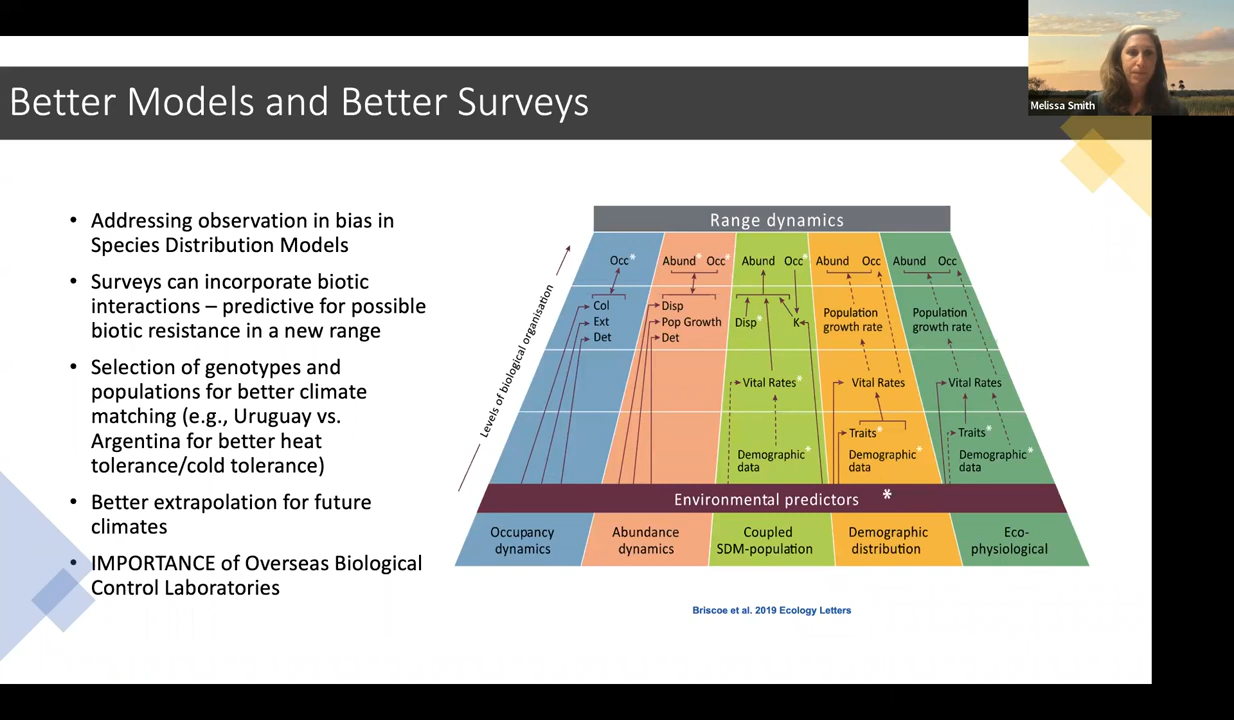 Better Models and Better Surveys
Melissa Smith
• Addressing observation in bias in
Species Distribution Models
• Surveys can incorporate biotic
interactions – predictive for possible
biotic resistance in a new range
• Selection of genotypes and
populations for better climate
matching (e.g., Uruguay vs.
Argentina for better heat
tolerance/cold tolerance)
• Better extrapolation for future
climates
• IMPORTANCE of Overseas Biological
Control Laboratories
Range dynamics
Levels of biological organisation
Occ*
Col
Ext
Det
Abund* Occ*
Disp
Pop Growth
Det
Abund Occ*
Disp*
K
Vital Rates*
Demographic*
data
Abund Occ
Population
growth rate
Vital Rates
Traits*
Demographic*
data
Abund Occ
Population
growth rate
Vital Rates
Traits*
Demographic*
data
Environmental predictors *
Occupancy
dynamics
Abundance
dynamics
Coupled
SDM-population
Demographic
distribution
Eco-
physiological
Briscoe et al. 2019 Ecology Letters